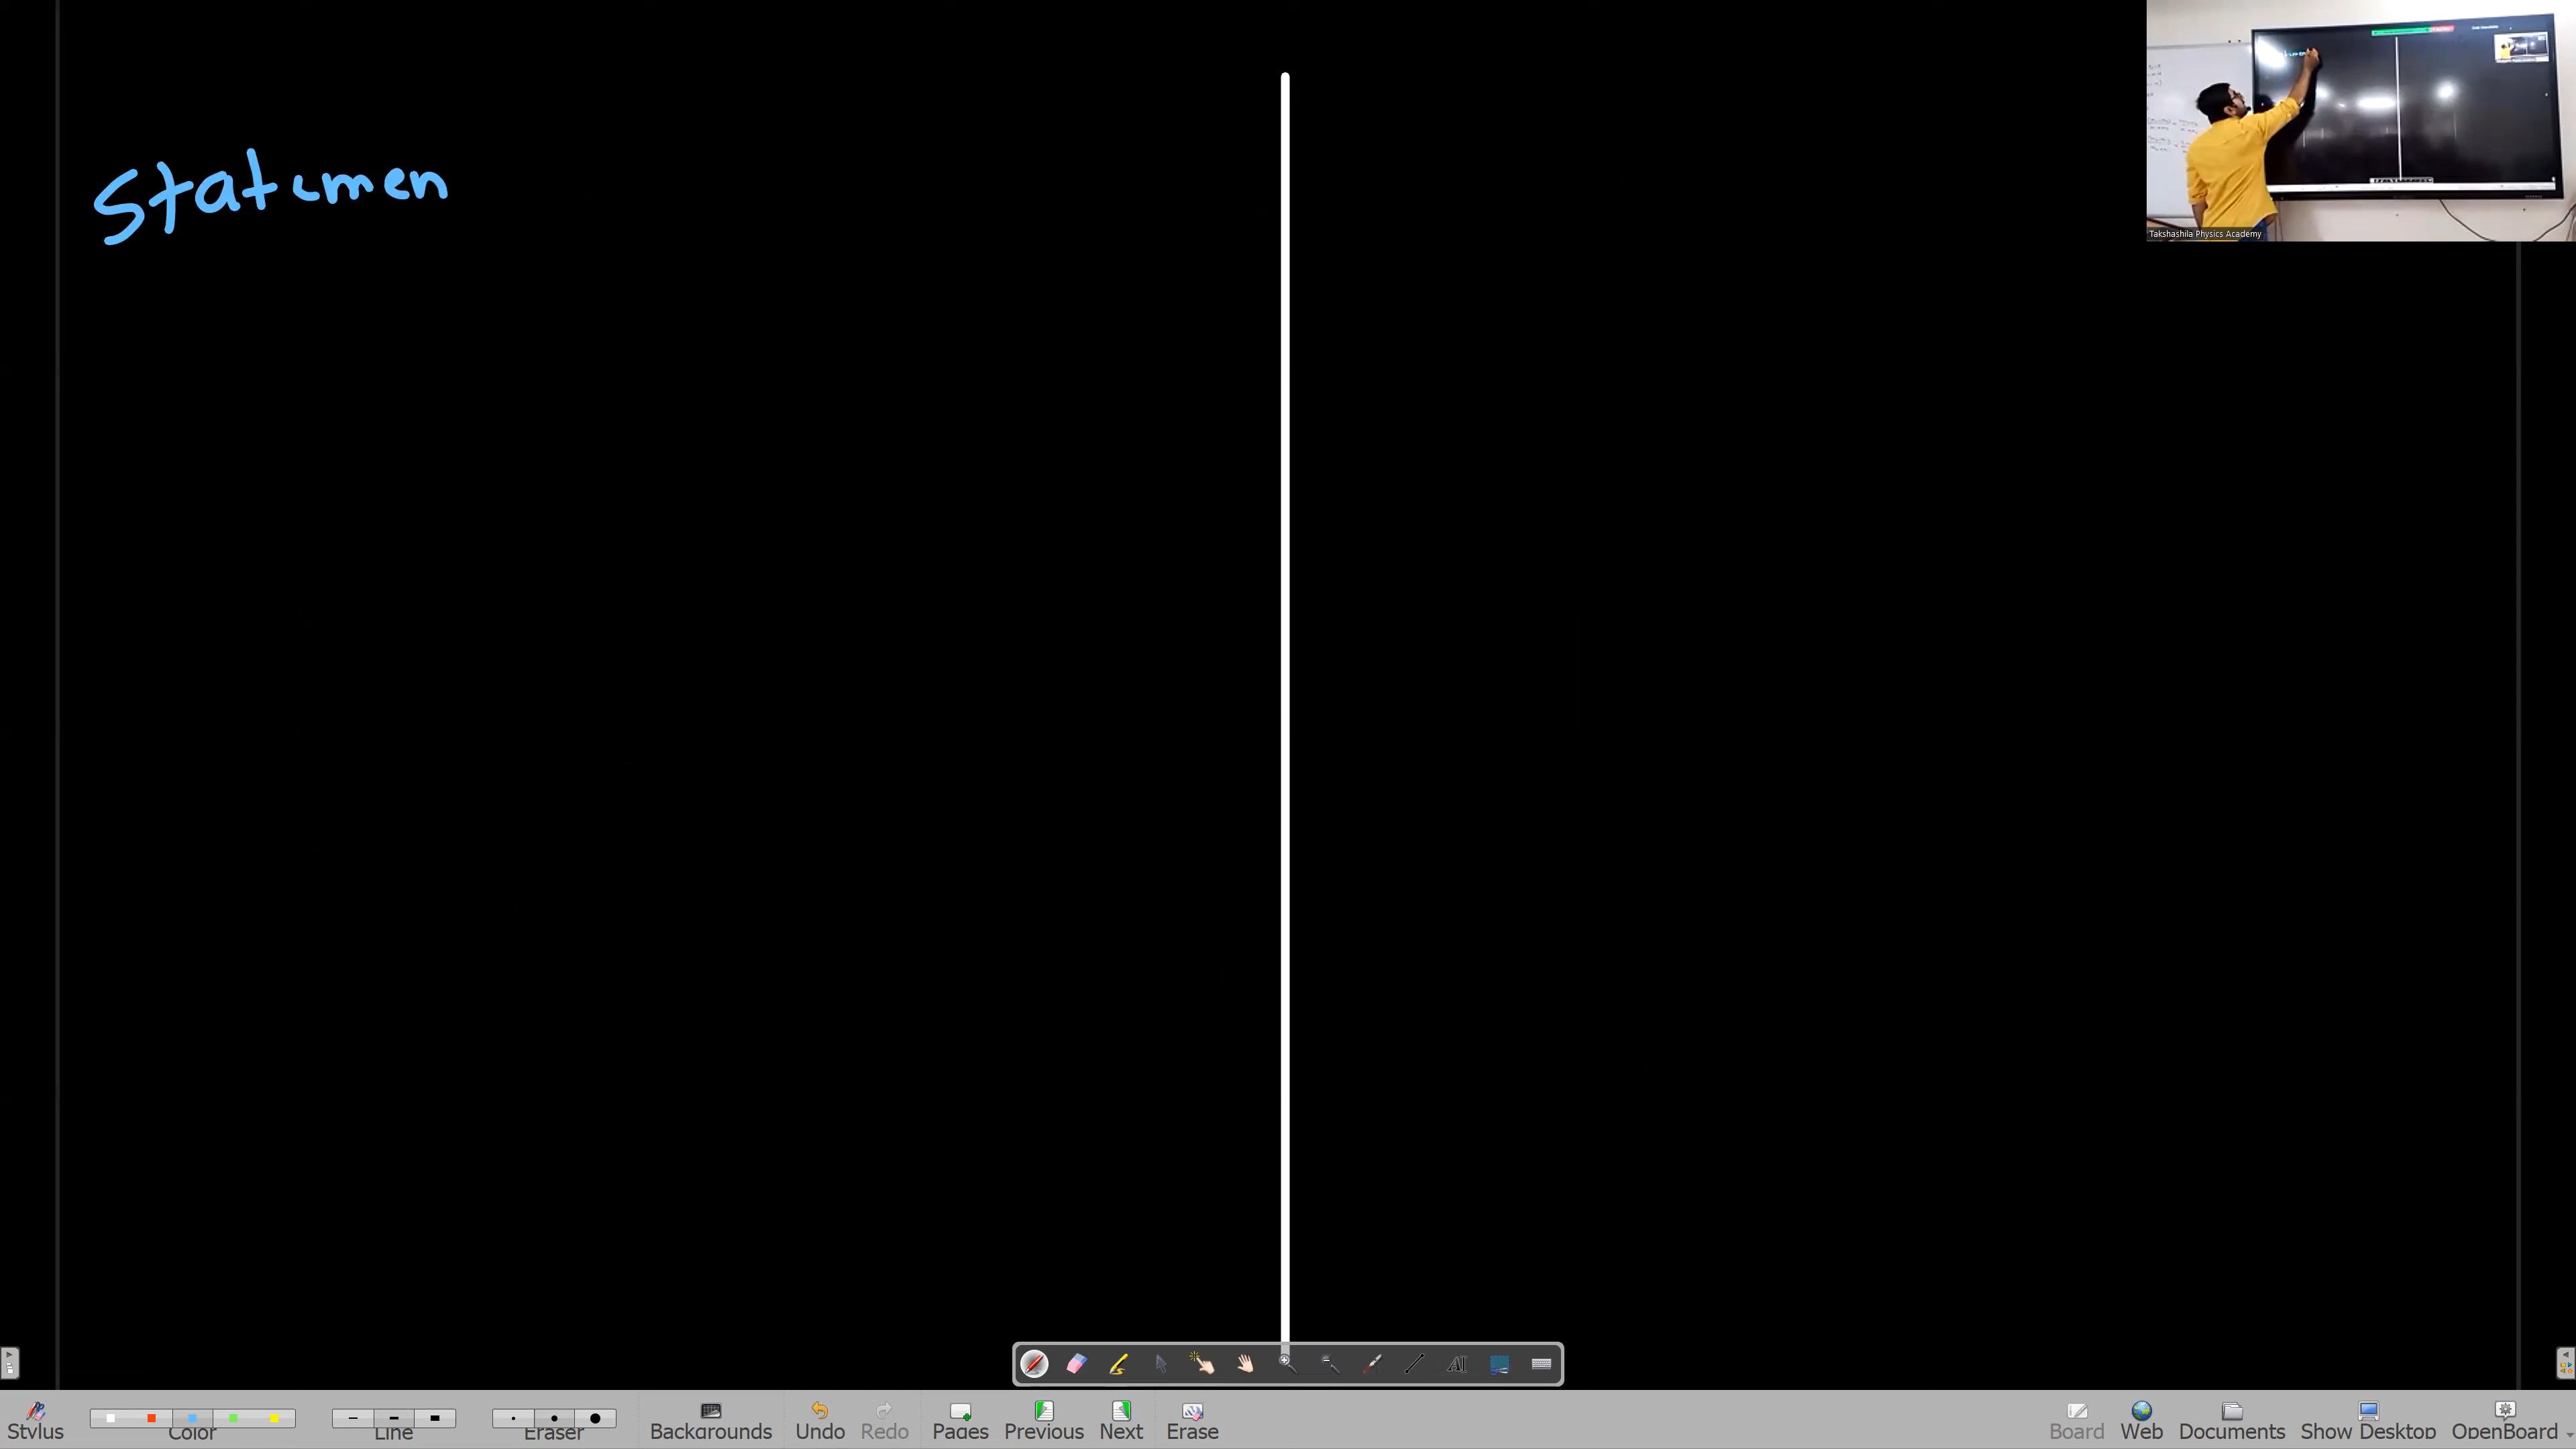 Statemen
Takshashila Physics Academy
Stylus
Color
Line
Eraser
Backgrounds
Undo
Redo
Pages
Previous
Next
Erase
Board
Web
Documents
Show Desktop
OpenBoard